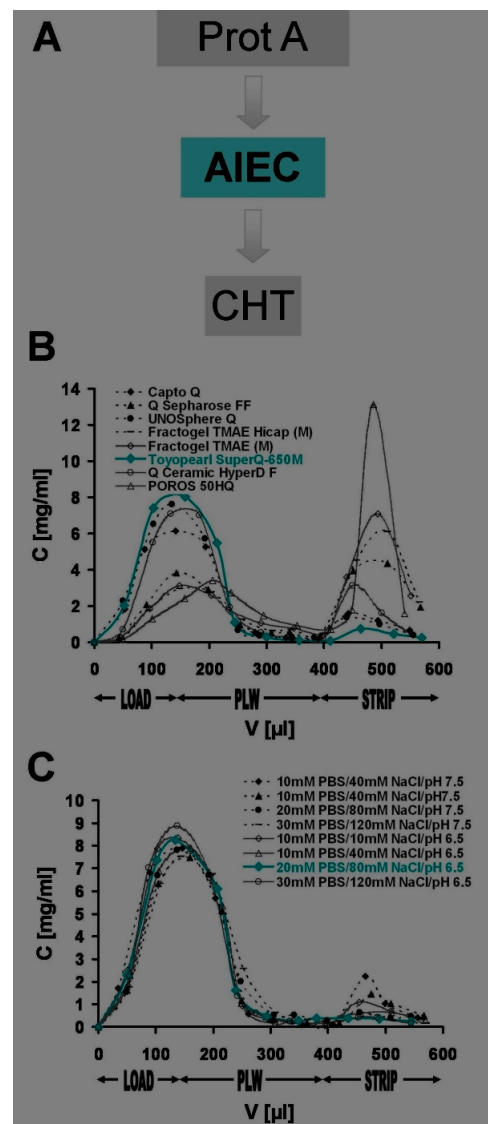 A
Prot A
AIEC
CHT
B
14
12
10
8
6
4
2
0
C [mg/ml]
Capto Q
Q Sepharose FF
UNOSphere Q
Fractogel TMAE Hicap (M)
Fractogel TMAE (M)
Toyopearl SuperQ-650M
Q Ceramic HyperD F
POROS 50HQ
0 100 200 300 400 500 600
LOAD PLW STRIP
V [µl]
C
10
9
8
7
6
5
4
3
2
1
0
C [mg/ml]
10mM PBS/40mM NaCl/pH 7.5
10mM PBS/40mM NaCl/pH7.5
20mM PBS/80mM NaCl/pH 7.5
30mM PBS/120mM NaCl/pH 7.5
10mM PBS/10mM NaCl/pH 6.5
10mM PBS/40mM NaCl/pH 6.5
20mM PBS/80mM NaCl/pH 6.5
30mM PBS/120mM NaCl/pH 6.5
0 100 200 300 400 500 600
LOAD PLW STRIP
V [µl]